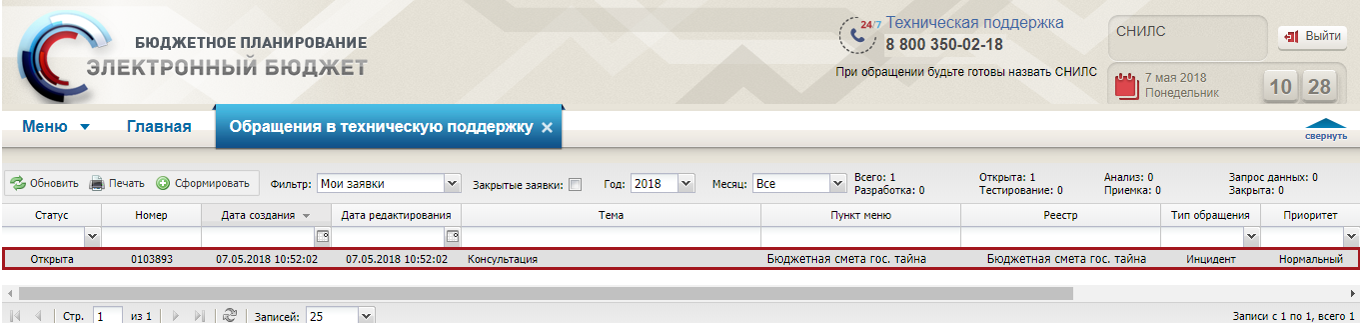 БЮДЖЕТНОЕ ПЛАНИРОВАНИЕ
ЭЛЕКТРОННЫЙ БЮДЖЕТ
24/7 Техническая поддержка
8 800 350-02-18
При обращении будьте готовы назвать СНИЛС
СНИЛС
Выйти
7 мая 2018
Понедельник
10 28
Меню Главная Обращения в техническую поддержку
свернуть
Обновить Печать Сформировать Фильтр: Мои заявки Закрытые заявки: Год: 2018 Месяц: Все
Всего: 1 Открыта: 1 Анализ: 0 Запрос данных: 0
Разработка: 0 Тестирование: 0 Приемка: 0 Закрыта: 0
Статус Номер Дата создания Дата редактирования Тема Пункт меню Реестр Тип обращения Приоритет
Открыта 0103893 07.05.2018 10:52:02 07.05.2018 10:52:02 Консультация Бюджетная смета гос. тайна Бюджетная смета гос. тайна Инцидент Нормальный
Стр. 1 из 1 Записей: 25 Записи с 1 по 1, всего 1